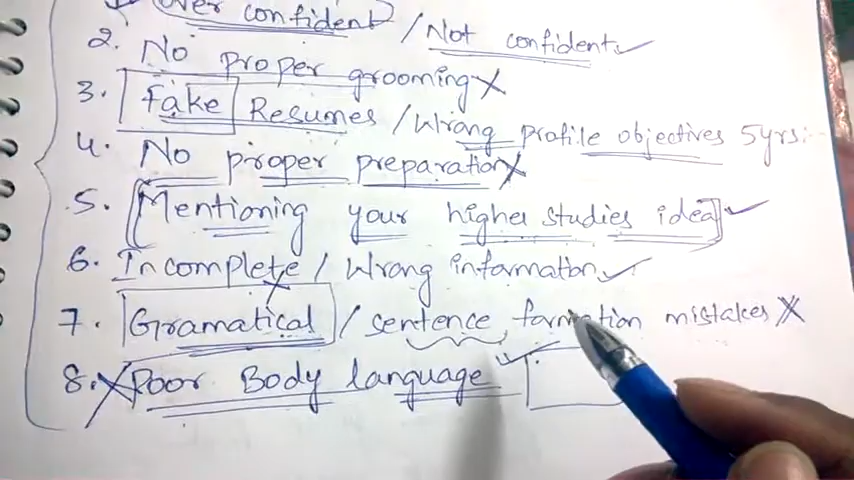 over confident / Not confident
2. No proper grooming
3. Fake Resumes / Wrong profile objectives 5yrs.
4. No proper preparation
5. Mentioning your higher studies idea
6. Incomplete / Wrong information
7. Gramatical / sentence formation mistakes
8. Poor Body language